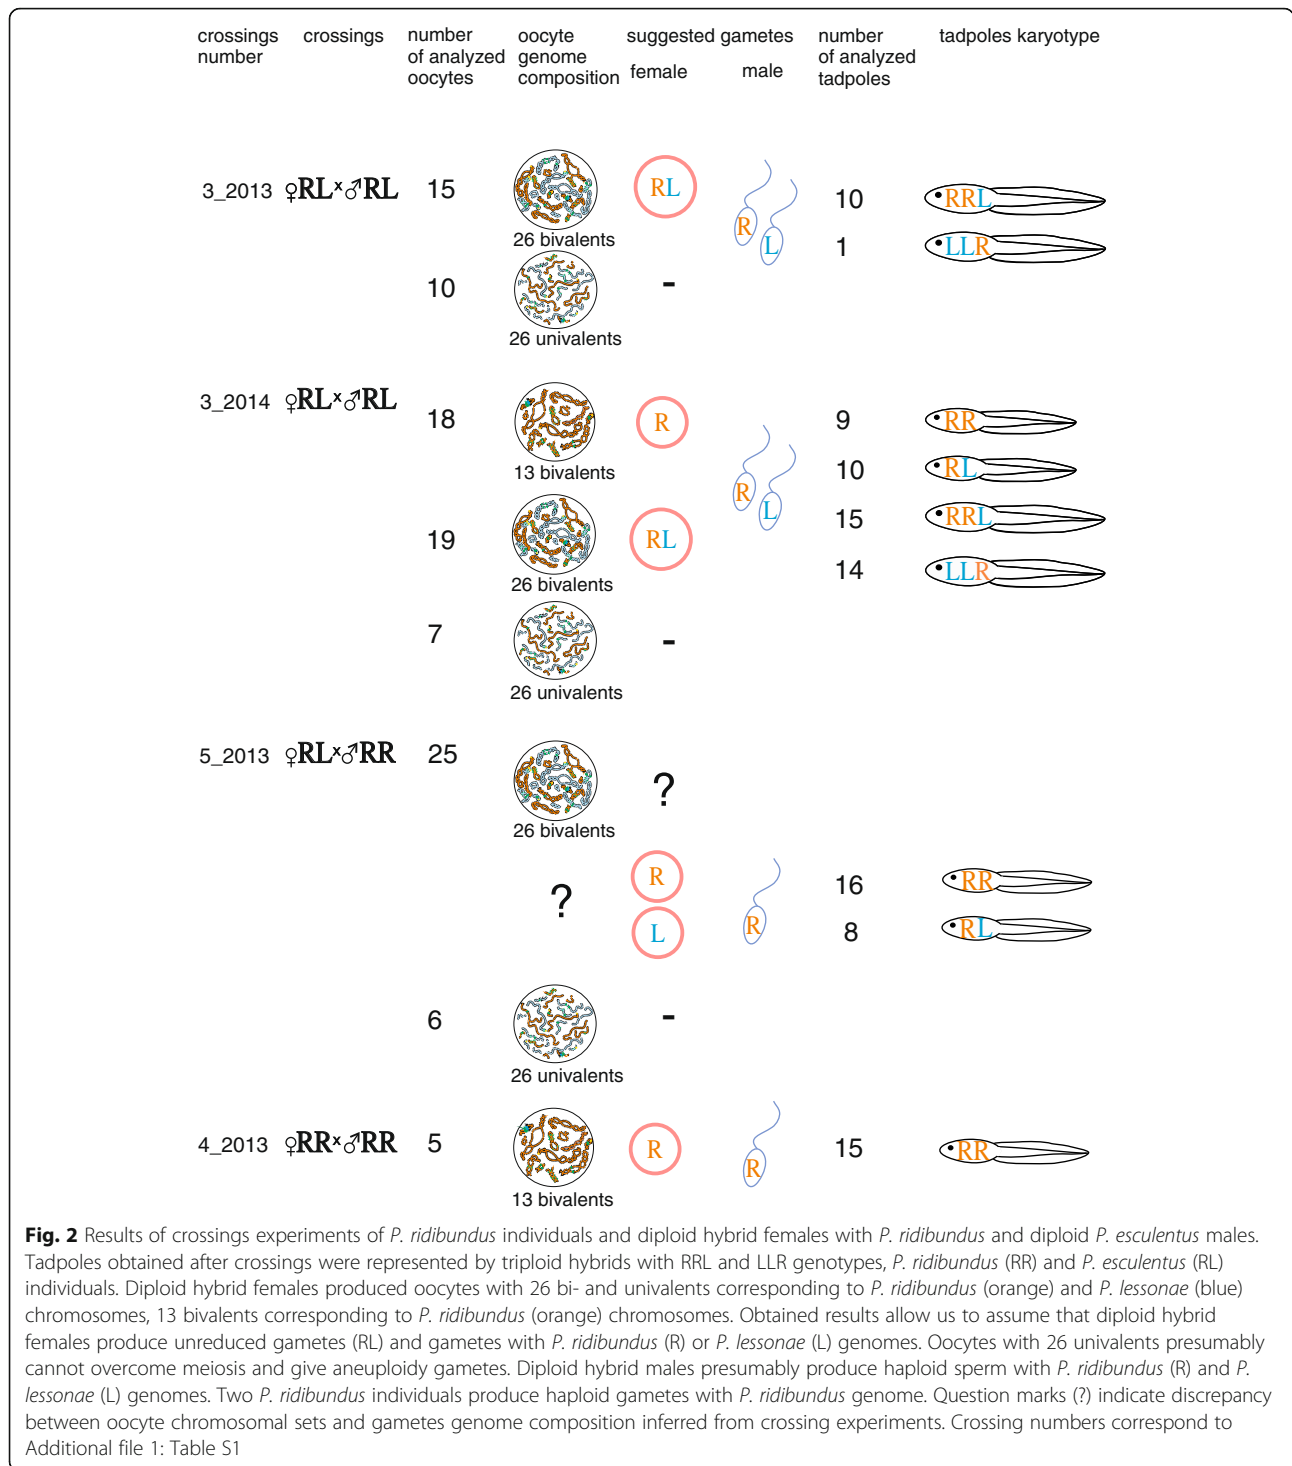 crossings number
crossings
number of analyzed oocytes
oocyte genome composition
suggested gametes
female
male
number of analyzed tadpoles
tadpoles karyotype
3_2013 ♀RLx♂RL 15 RL R L 10 RRL
26 bivalents
1 LLR
10 -
26 univalents
3_2014 ♀RLx♂RL 18 R 9 RR
13 bivalents
R L
10 RL
19 RL 15 RRL
26 bivalents
14 LLR
7 -
26 univalents
5_2013 ♀RLx♂RR 25 ?
26 bivalents
? R R 16 RR
L 8 RL
6 -
26 univalents
4_2013 ♀RRx♂RR 5 R R 15 RR
13 bivalents
Fig. 2 Results of crossings experiments of P. ridibundus individuals and diploid hybrid females with P. ridibundus and diploid P. esculentus males.
Tadpoles obtained after crossings were represented by triploid hybrids with RRL and LLR genotypes, P. ridibundus (RR) and P. esculentus (RL)
individuals. Diploid hybrid females produced oocytes with 26 bi- and univalents corresponding to P. ridibundus (orange) and P. lessonae (blue)
chromosomes, 13 bivalents corresponding to P. ridibundus (orange) chromosomes. Obtained results allow us to assume that diploid hybrid
females produce unreduced gametes (RL) and gametes with P. ridibundus (R) or P. lessonae (L) genomes. Oocytes with 26 univalents presumably
cannot overcome meiosis and give aneuploidy gametes. Diploid hybrid males presumably produce haploid sperm with P. ridibundus (R) and P.
lessonae (L) genomes. Two P. ridibundus individuals produce haploid gametes with P. ridibundus genome. Question marks (?) indicate discrepancy
between oocyte chromosomal sets and gametes genome composition inferred from crossing experiments. Crossing numbers correspond to
Additional file 1: Table S1